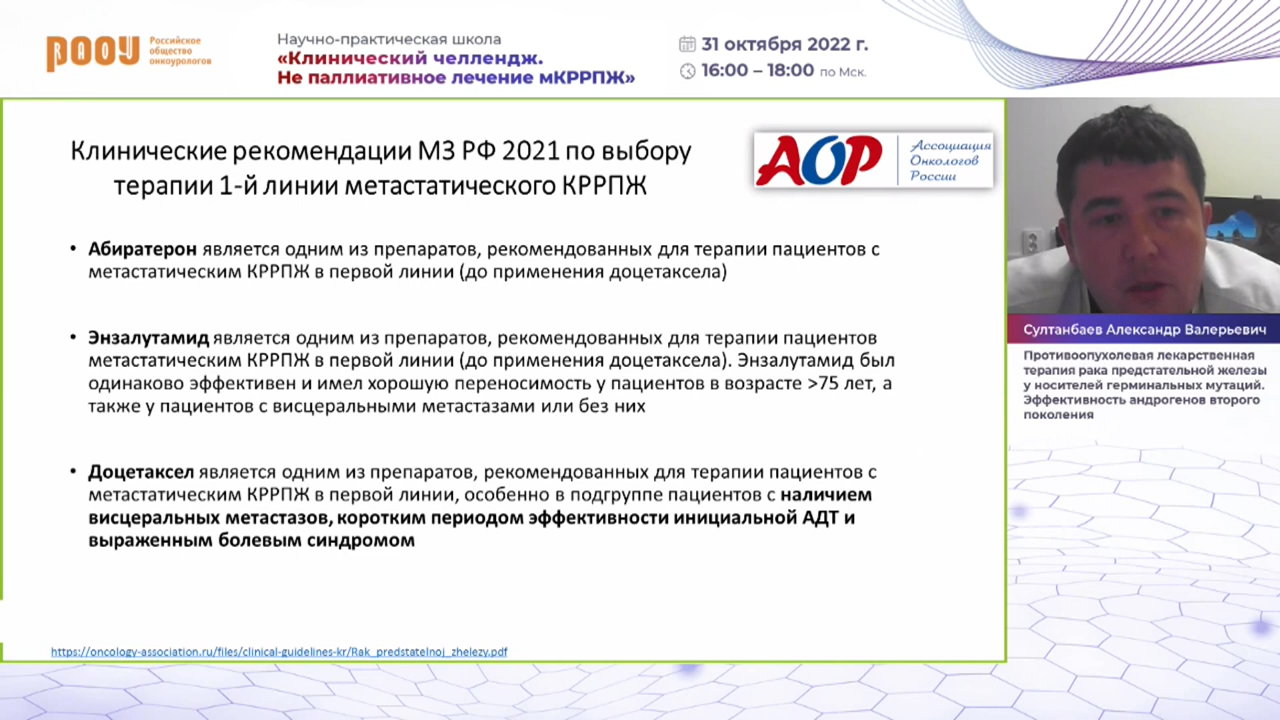 РАОУ
Российское
общество
онкоурологов
Научно-практическая школа
«Клинический челлендж.
Не паллиативное лечение мКРРПЖ»
31 октября 2022 г.
16:00 – 18:00 по Мск.
Клинические рекомендации МЗ РФ 2021 по выбору
терапии 1-й линии метастатического КРРПЖ
АОР
Ассоциация
Онкологов
России
• Абиратерон является одним из препаратов, рекомендованных для терапии пациентов с
метастатическим КРРПЖ в первой линии (до применения доцетаксела)
• Энзалутамид является одним из препаратов, рекомендованных для терапии пациентов
метастатическим КРРПЖ в первой линии (до применения доцетаксела). Энзалутамид был
одинаково эффективен и имел хорошую переносимость у пациентов в возрасте >75 лет, а
также у пациентов с висцеральными метастазами или без них
• Доцетаксел является одним из препаратов, рекомендованных для терапии пациентов с
метастатическим КРРПЖ в первой линии, особенно в подгруппе пациентов с наличием
висцеральных метастазов, коротким периодом эффективности инициальной АДТ и
выраженным болевым синдромом
https://oncology-association.ru/files/clinical-guidelines-kr/Rak_predstatelnoj_zhelezy.pdf
Султанбаев Александр Валерьевич
Противоопухолевая лекарственная
терапия рака предстательной железы
у носителей герминальных мутаций.
Эффективность андрогенов второго
поколения